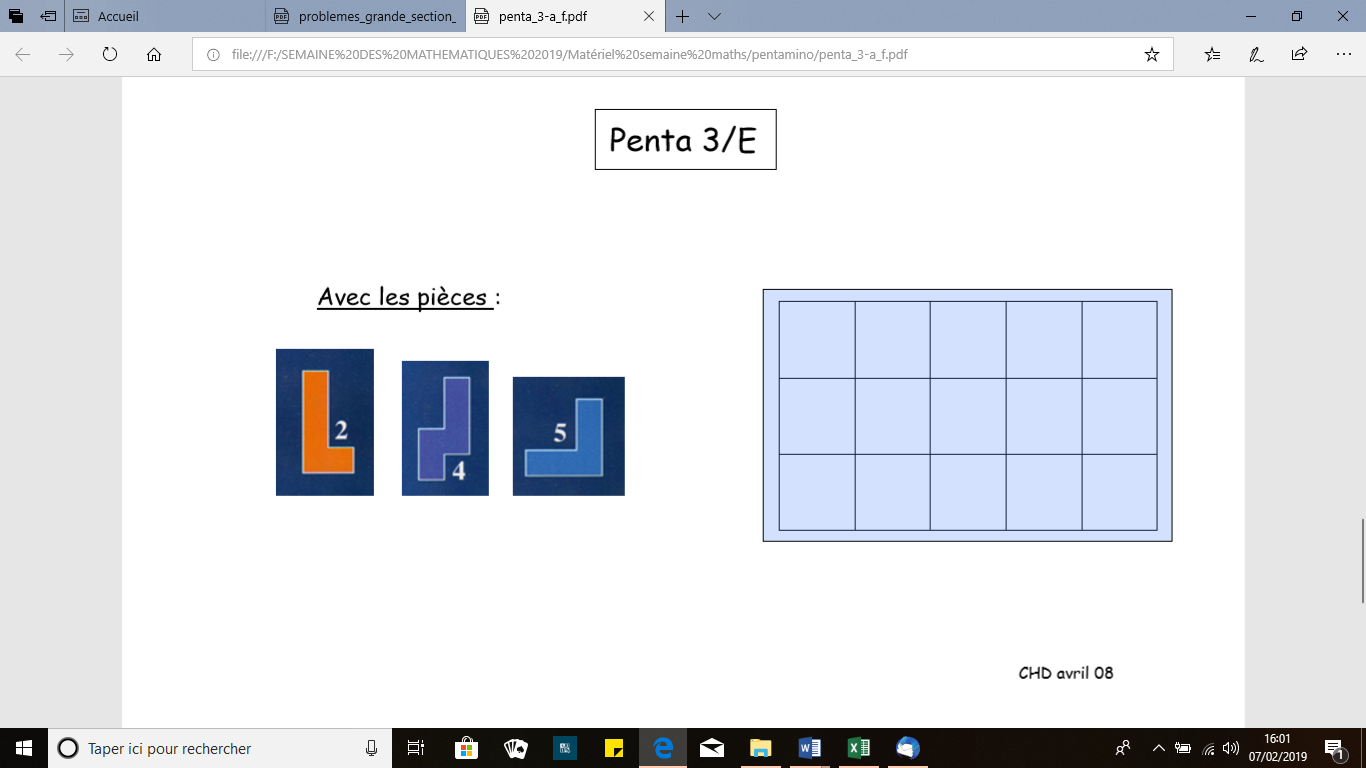 Accueil
problemes_grande_section_
penta_3-a_f.pdf
file:///F:/SEMAINE%20DES%20MATHEMATIQUES%202019/Matériel%20semaine%20maths/pentamino/penta_3-a_f.pdf
Penta 3/E
Avec les pièces :
2
4
5
CHD avril 08
Taper ici pour rechercher
16:01
07/02/2019
1